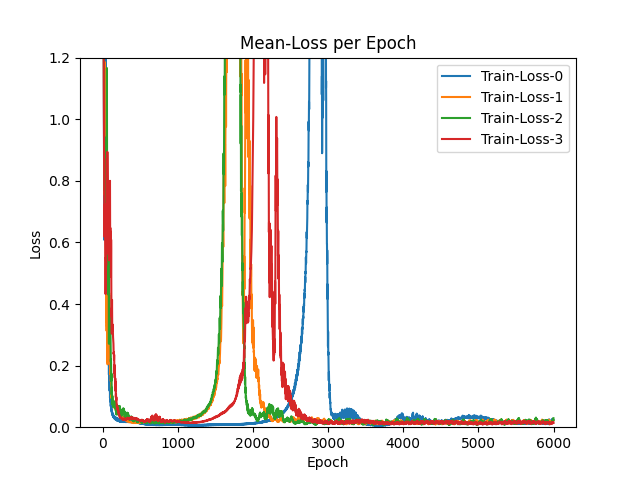 Mean-Loss per Epoch
1.2
1.0
0.8
0.6
0.4
0.2
0.0
Loss
Train-Loss-0
Train-Loss-1
Train-Loss-2
Train-Loss-3
0 1000 2000 3000 4000 5000 6000
Epoch